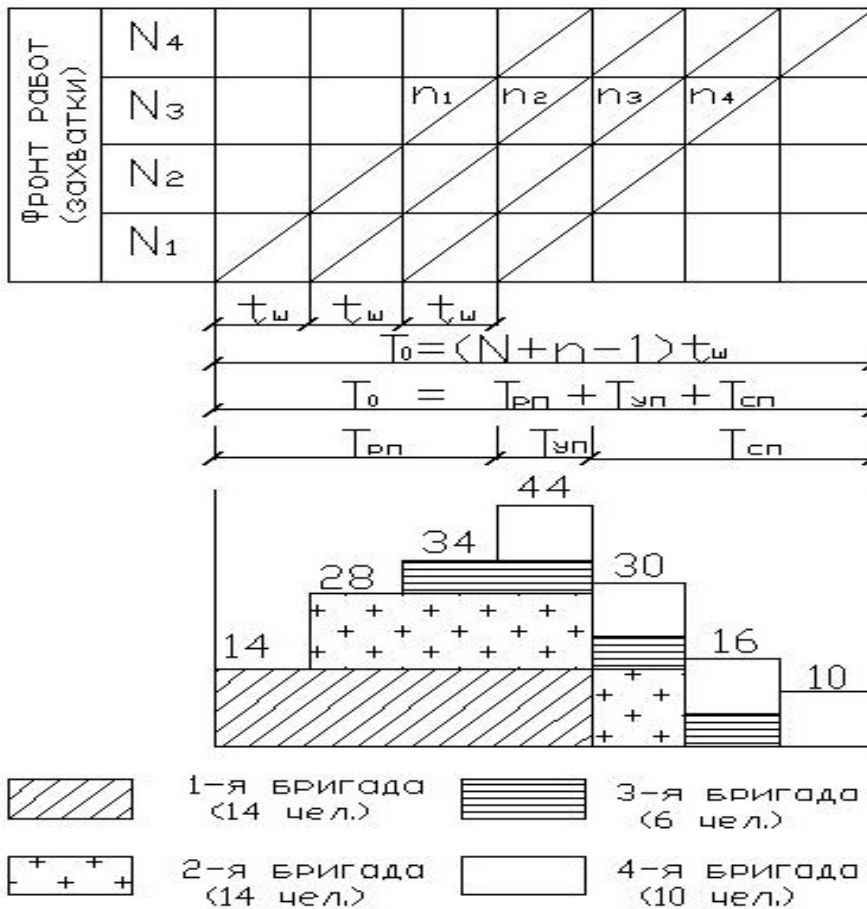 Фронт работ
(захватки)
N4
N3
N2
N1
n1 n2 n3 n4
tш tш tш
T0=(N+n-1)tш
T0 = Tрп + Tуп + Tсп
Tрп Tуп Tсп
44
34
28
30
14
16
10
1-я бригада
(14 чел.)
3-я бригада
(6 чел.)
2-я бригада
(14 чел.)
4-я бригада
(10 чел.)